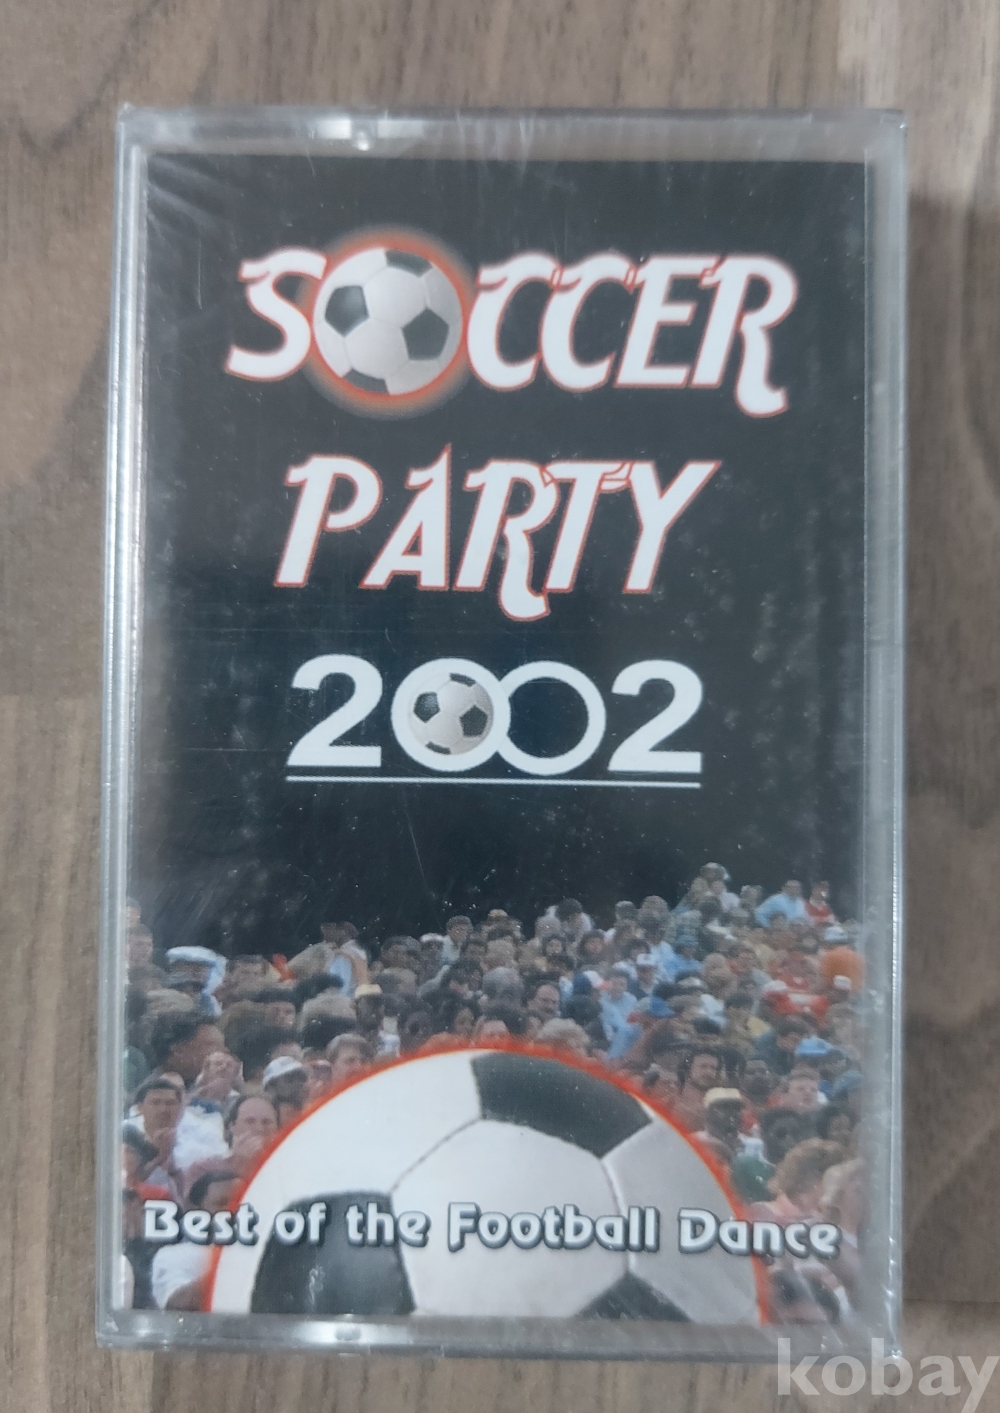 SOCCER
PARTY
2002
Best of the Football Dance
kobay